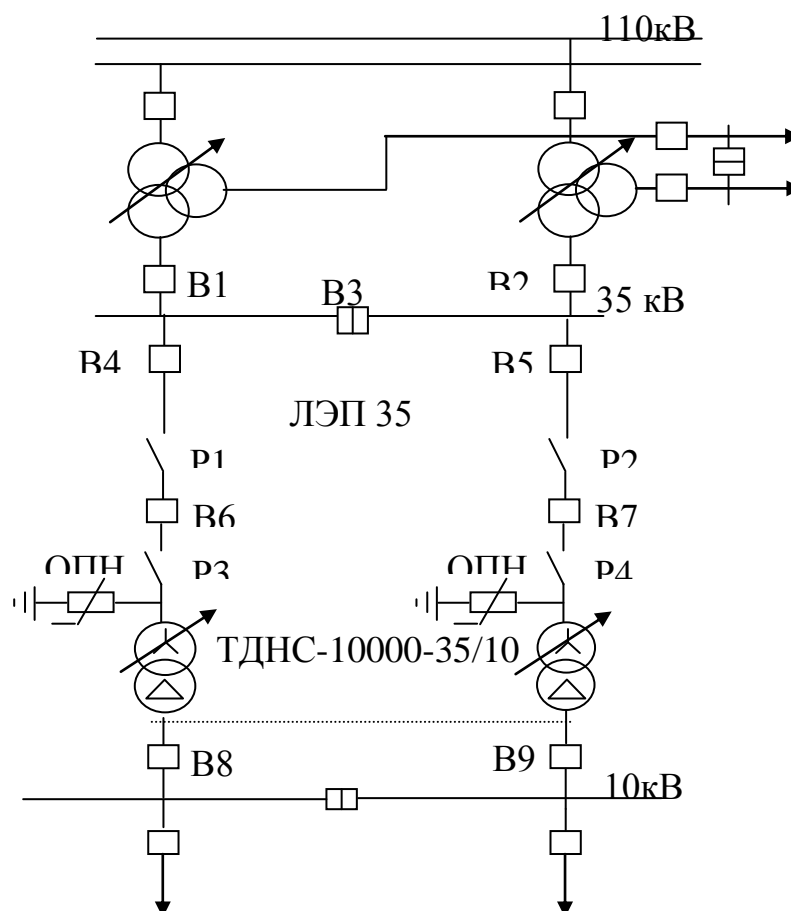 110кВ
В1
В2
В3
35 кВ
В4
В5
ЛЭП 35
Р1
Р2
В6
В7
ОПН
Р3
ОПН
Р4
ТДНС-10000-35/10
В8
В9
10кВ